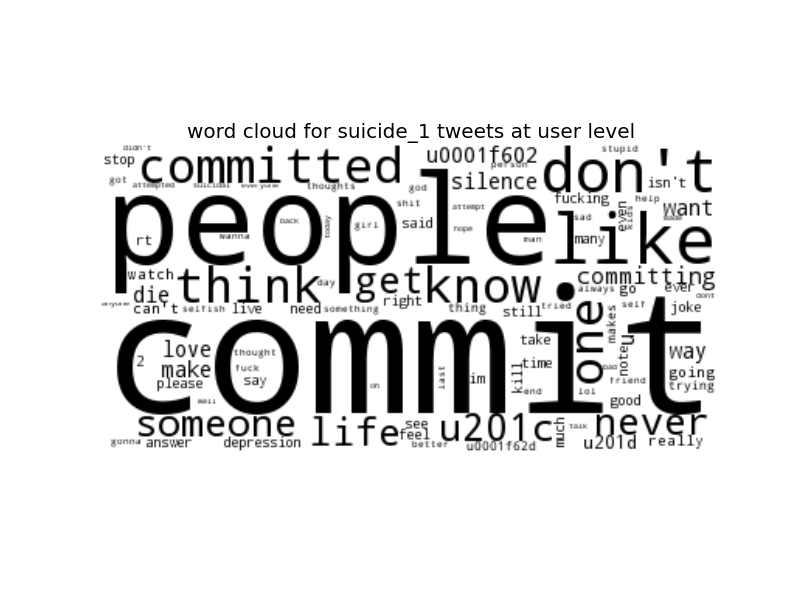 word cloud for suicide_1 tweets at user level
didn't stupid
stop committed u0001f602 don't
person
got attempted suicidal everyone thoughts god silence isn't
people like
shit attempt fucking help want
rt wanna back today girl said nope man sad many even kids made
watch think day get know committing
die right always go ever dont
anyone can't selfish live need something thing still tried one makes self joke
commit
2 love thought take note u way
make fuck say on last im kill time bad friend going
please end lol trying
well good
someone life see u201c much talk never
feel
gonna answer depression better u0001f62d u201d really